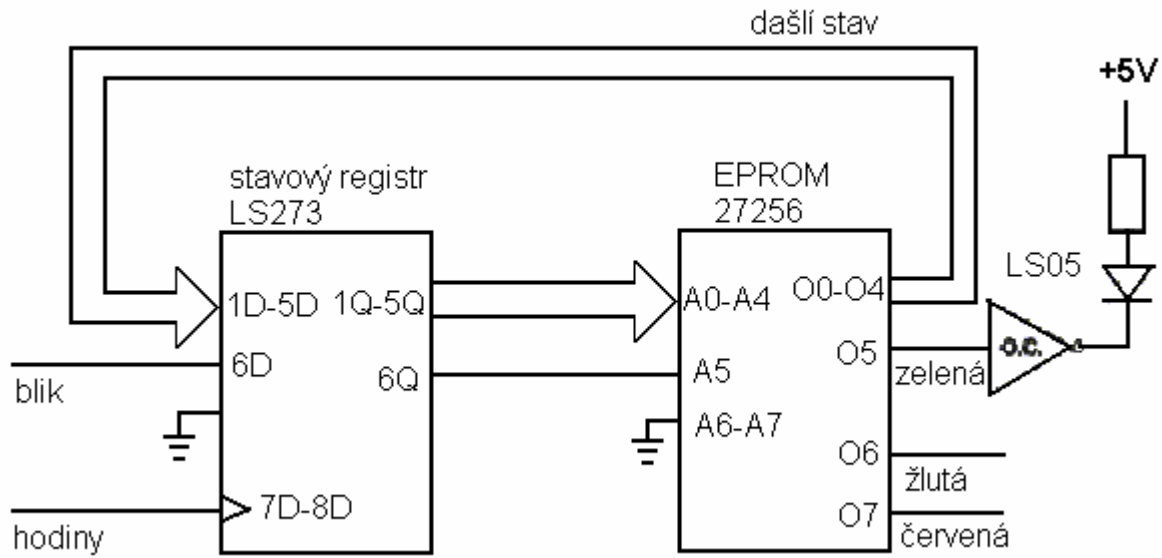 dašlí stav
+5V
stavový registr
LS273
EPROM
27256
LS05
1D-5D
1Q-5Q
A0-A4
O0-O4
6D
6Q
A5
O5
o.c.
blik
zelená
A6-A7
O6
žlutá
7D-8D
O7
hodiny
červená